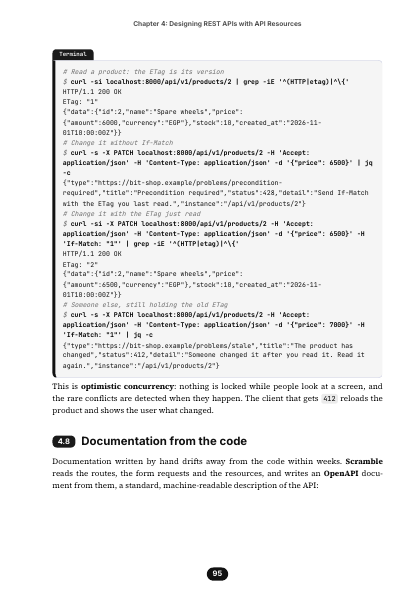 Chapter 4: Designing REST APIs with API Resources
Terminal
# Read a product: the ETag is its version
$ curl -si localhost:8000/api/v1/products/2 | grep -iE '^(HTTP|etag)|^\{'
HTTP/1.1 200 OK
ETag: "1"
{"data":{"id":2,"name":"Spare wheels","price":
{"amount":6000,"currency":"EGP"},"stock":10,"created_at":"2026-11-
01T10:00:00Z"}}
# Change it without If-Match
$ curl -s -X PATCH localhost:8000/api/v1/products/2 -H 'Accept:
application/json' -H 'Content-Type: application/json' -d '{"price": 6500}' | jq
-c
{"type":"https://bit-shop.example/problems/precondition-
required","title":"Precondition required","status":428,"detail":"Send If-Match
with the ETag you last read.","instance":"/api/v1/products/2"}
# Change it with the ETag just read
$ curl -si -X PATCH localhost:8000/api/v1/products/2 -H 'Accept:
application/json' -H 'Content-Type: application/json' -d '{"price": 6500}' -H
'If-Match: "1"' | grep -iE '^(HTTP|etag)|^\{'
HTTP/1.1 200 OK
ETag: "2"
{"data":{"id":2,"name":"Spare wheels","price":
{"amount":6500,"currency":"EGP"},"stock":10,"created_at":"2026-11-
01T10:00:00Z"}}
# Someone else, still holding the old ETag
$ curl -s -X PATCH localhost:8000/api/v1/products/2 -H 'Accept:
application/json' -H 'Content-Type: application/json' -d '{"price": 7000}' -H
'If-Match: "1"' | jq -c
{"type":"https://bit-shop.example/problems/stale","title":"The product has
changed","status":412,"detail":"Someone changed it after you read it. Read it
again.","instance":"/api/v1/products/2"}
This is optimistic concurrency: nothing is locked while people look at a screen, and
the rare conflicts are detected when they happen. The client that gets 412 reloads the
product and shows the user what changed.
4.8 Documentation from the code
Documentation written by hand drifts away from the code within weeks. Scramble
reads the routes, the form requests and the resources, and writes an OpenAPI docu-
ment from them, a standard, machine-readable description of the API:
95